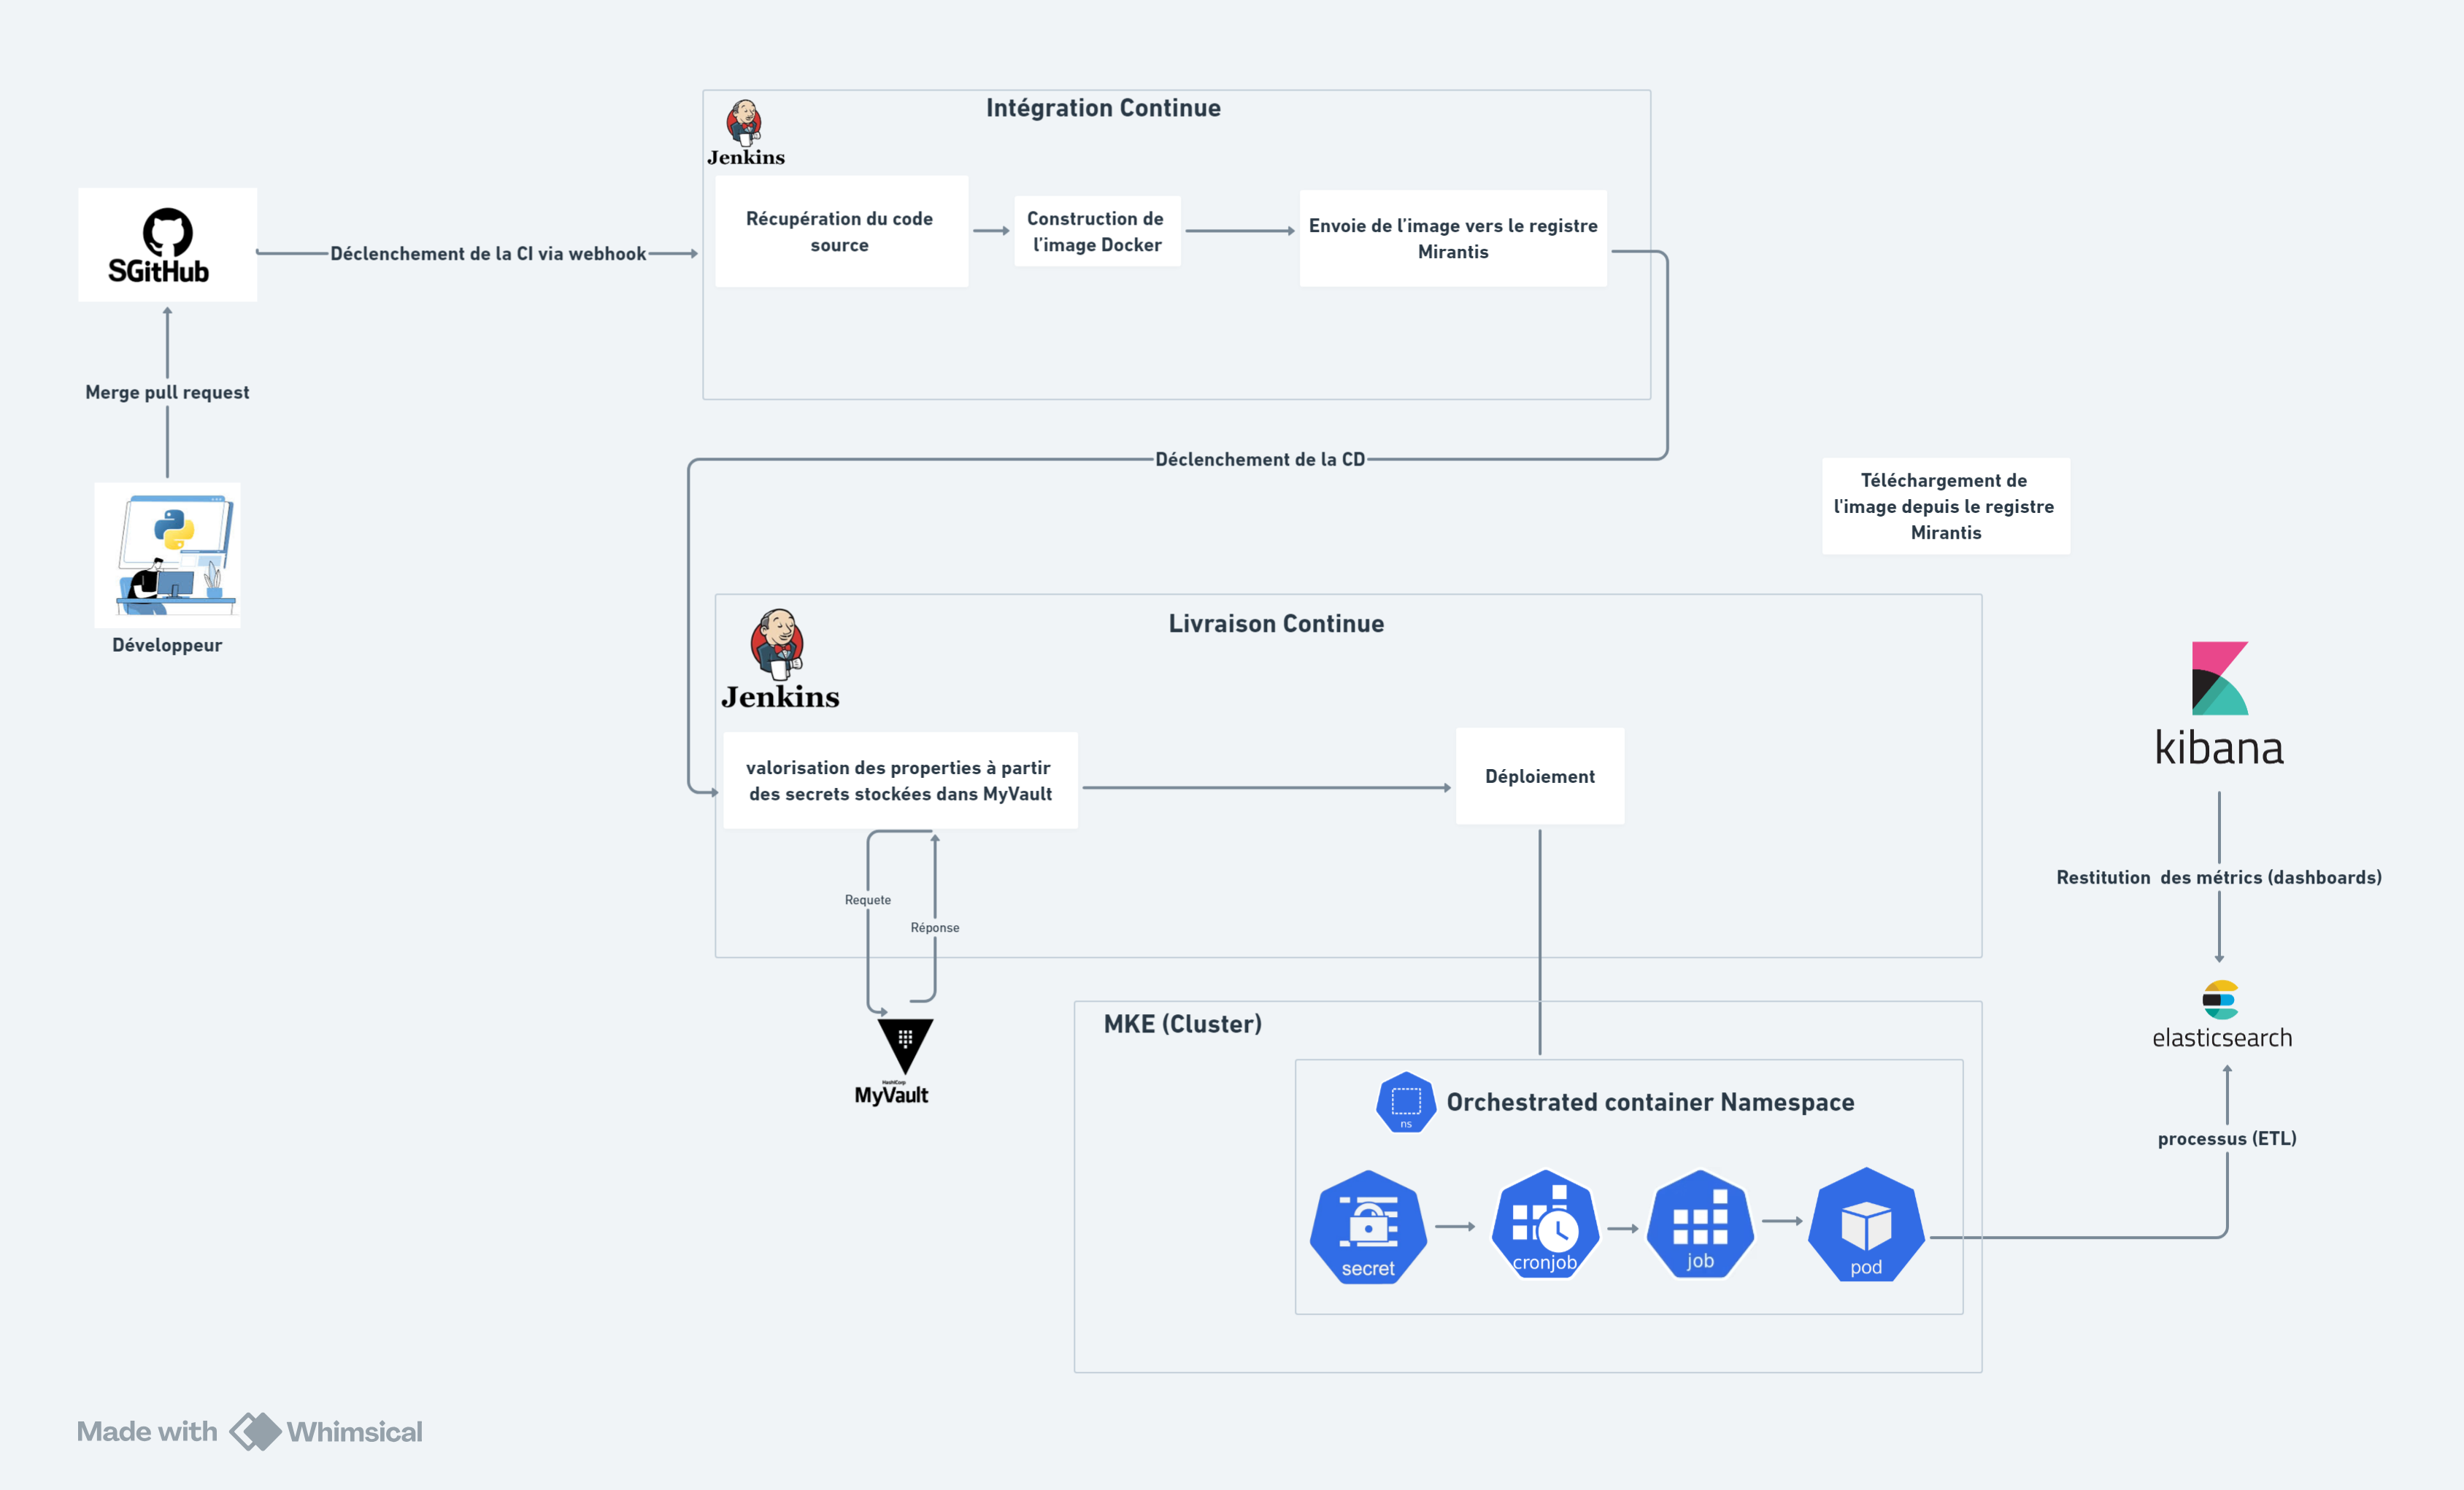 Intégration Continue
Jenkins
Récupération du code
source
Construction de
l’image Docker
Envoie de l’image vers le registre
Mirantis
SGitHub
Déclenchement de la CI via webhook
Merge pull request
Développeur
Déclenchement de la CD
Téléchargement de
l'image depuis le registre
Mirantis
Livraison Continue
Jenkins
valorisation des properties à partir
des secrets stockées dans MyVault
Déploiement
Requete
Réponse
HashiCorp
MyVault
kibana
Restitution  des métrics (dashboards)
elasticsearch
processus (ETL)
MKE (Cluster)
ns
Orchestrated container Namespace
secret
cronjob
job
pod
Made with Whimsical